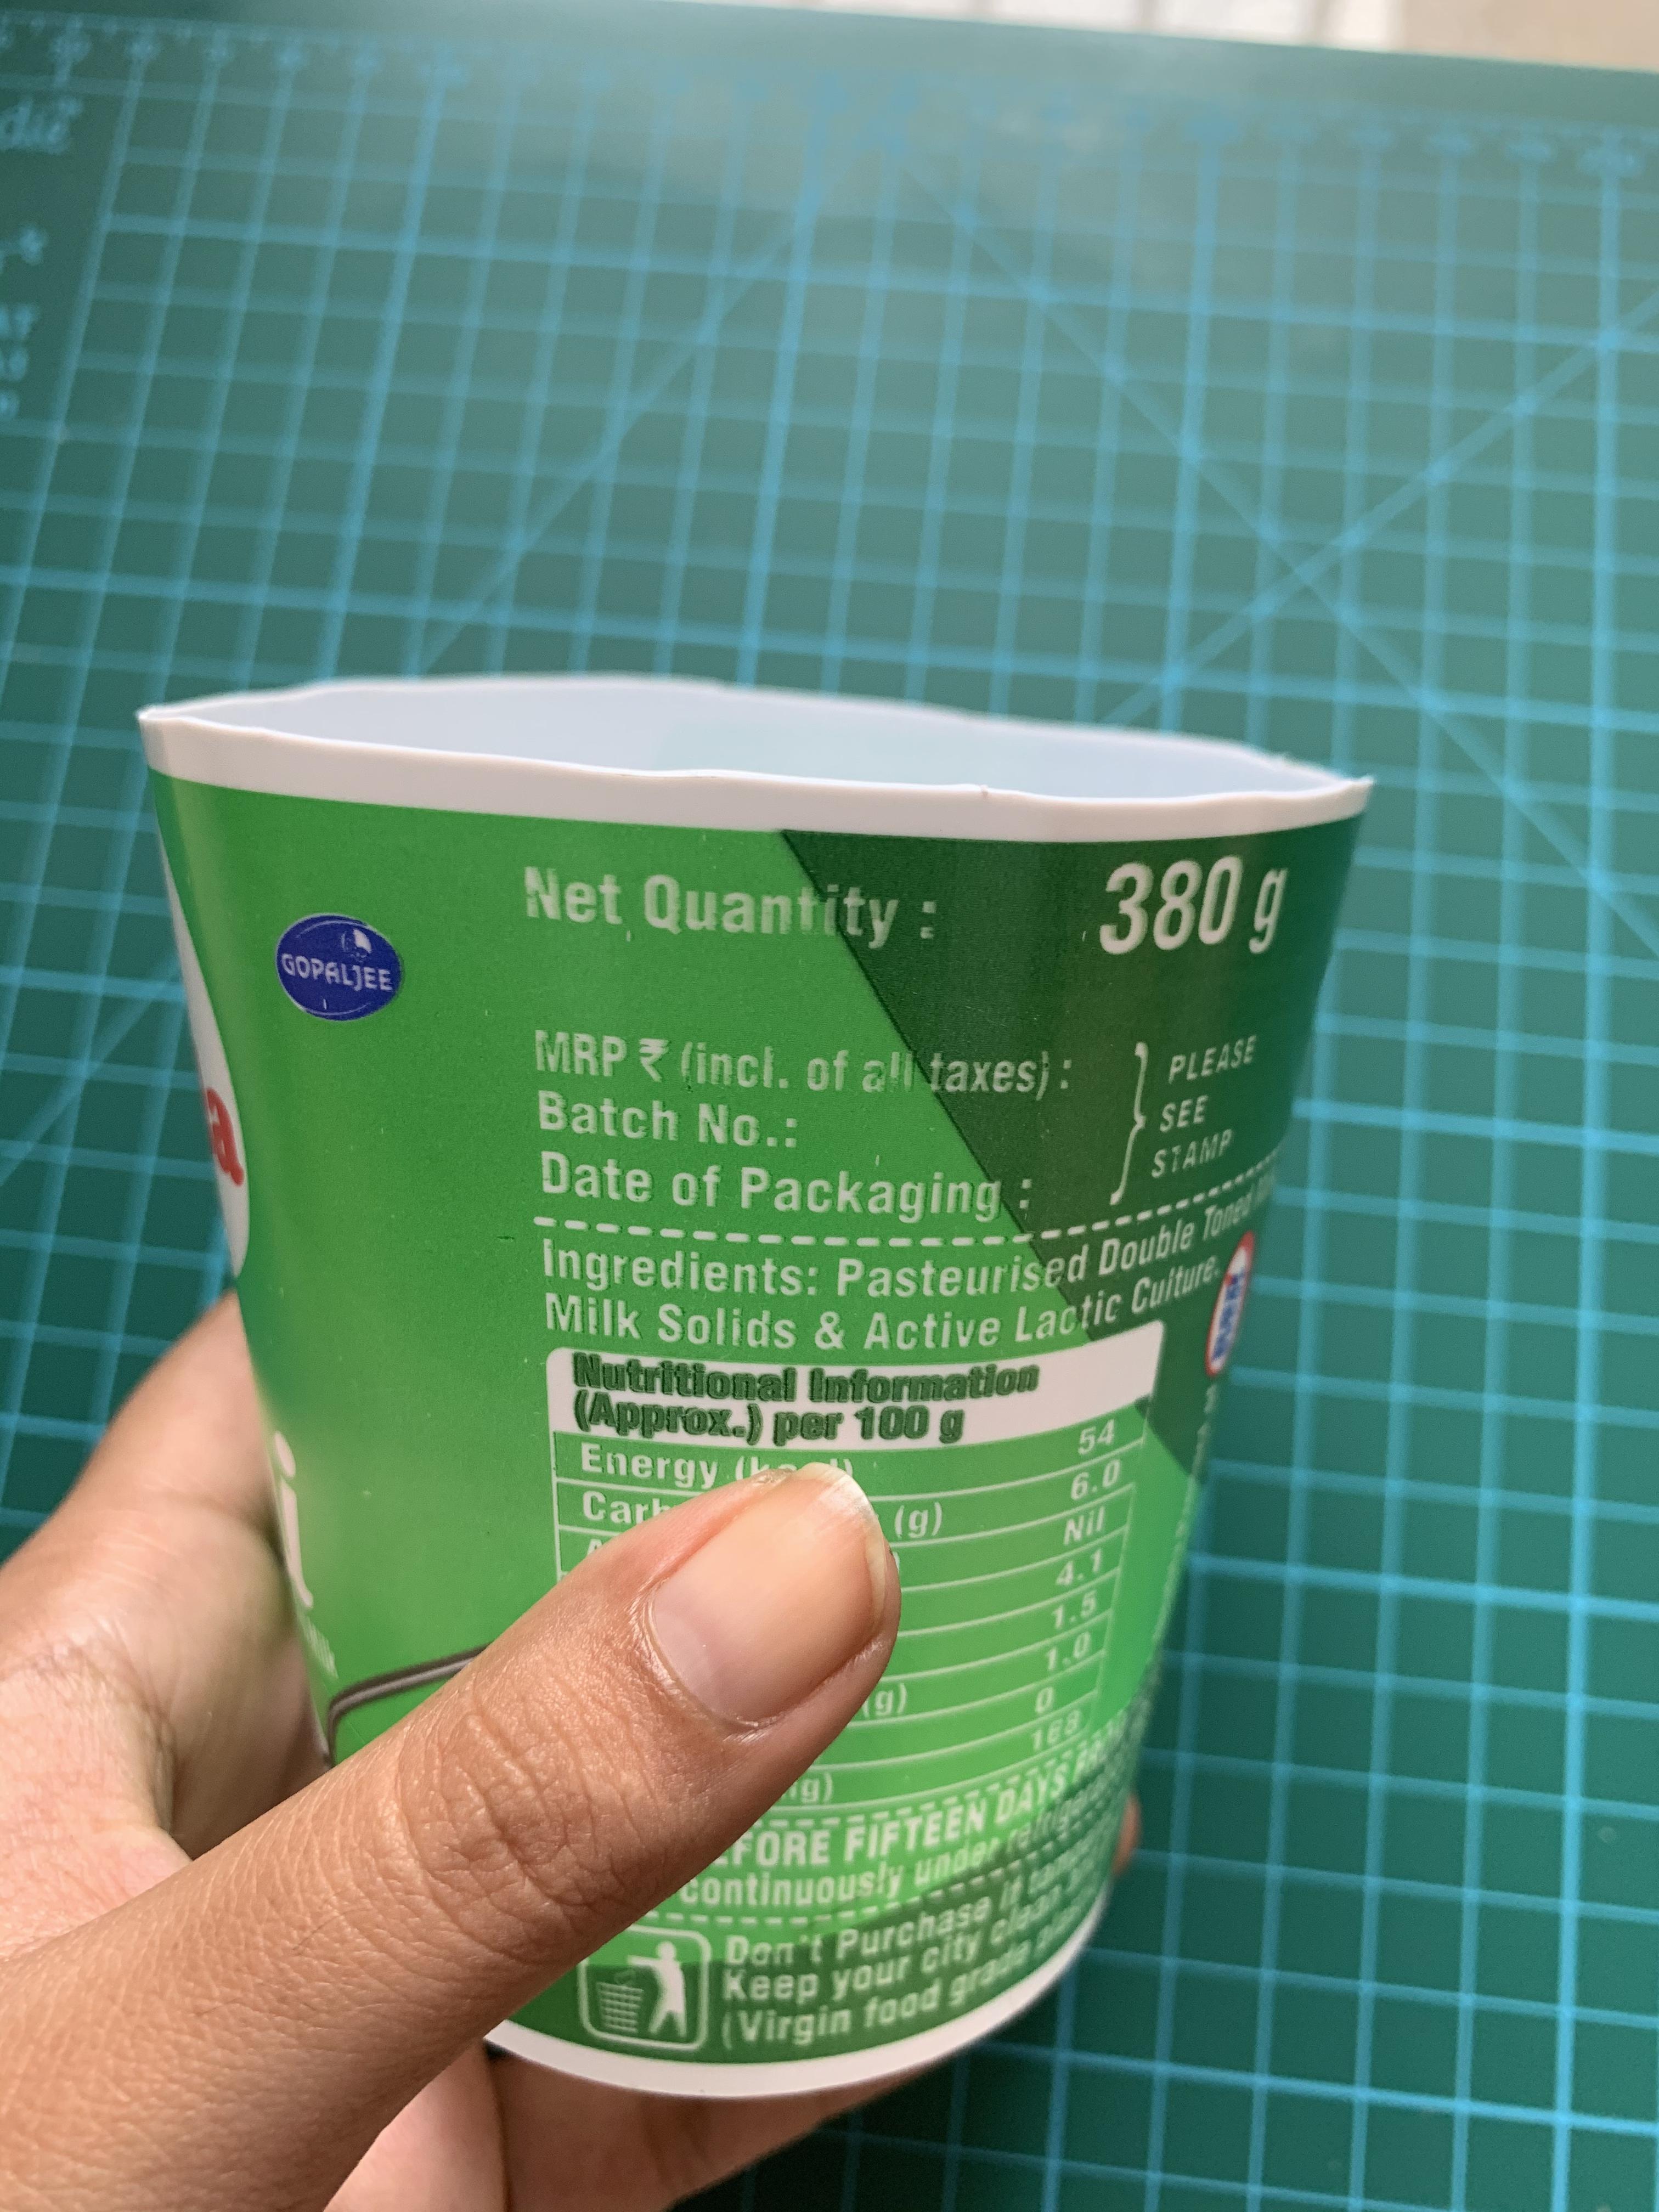 GOPALJEE
Net Quantity : 380 g
MRP ₹ (incl. of all taxes) :
Batch No.:
Date of Packaging :
} PLEASE
SEE
STAMP
Ingredients: Pasteurised Double Toned
Milk Solids & Active Lactic Culture.
Nutritional Information
(Approx.) per 100 g
Energy 54
(g) 6.0
Nil
4.1
1.5
1.0
(g) 0
FIFTEEN DAYS
continuously under
Don't Purchase if
Keep your city clean
(Virgin food grade
a